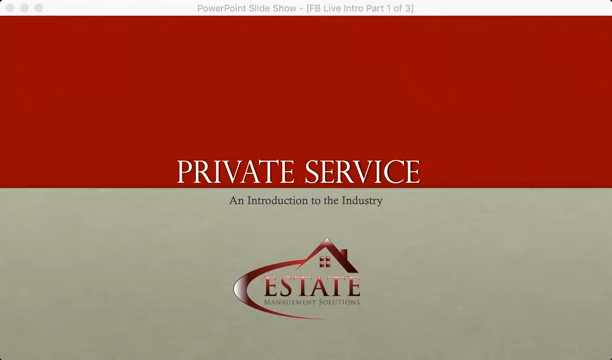 PowerPoint Slide Show - [FB Live Intro Part 1 of 3]
PRIVATE SERVICE
An Introduction to the Industry
ESTATE
MANAGEMENT SOLUTIONS